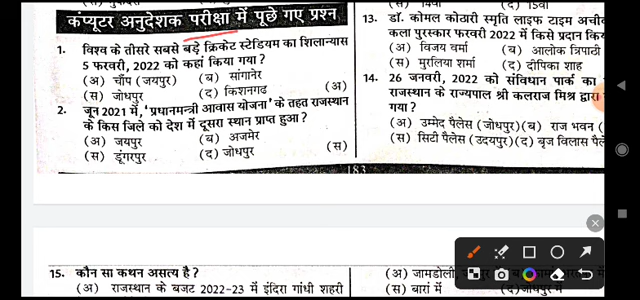 कंप्यूटर अनुदेशक परीक्षा में पूछे गए प्रश्न
1. विश्व के तीसरे सबसे बड़े क्रिकेट स्टेडियम का शिलान्यास
5 फरवरी, 2022 को कहां किया गया?
(अ) चौंप (जयपुर) (ब) सांगानेर
(स) जोधपुर (द) किशनगढ (अ)
2. जून 2021 में, 'प्रधानमन्त्री आवास योजना' के तहत राजस्थान
के किस जिले को देश में दूसरा स्थान प्राप्त हुआ?
(अ) जयपुर (ब) अजमेर
(स) डूंगरपुर (द) जोधपुर (स)
(द) 15वां
13. डॉ. कोमल कोठारी स्मृति लाइफ टाइम
कला पुरस्कार फरवरी 2022 में किसे प्रदान
(अ) विजय वर्मा (ब) आलोक त्रिपाठी
(स) मुरलिया शर्मा (द) दीपिका शाह
14. 26 जनवरी, 2022 को संविधान पार्क का
राजस्थान के राज्यपाल श्री कलराज मिश्र द्वारा
गया?
(अ) उम्मेद पैलेस (जोधपुर) (ब) राज भवन (
(स) सिटी पैलेस (उदयपुर) (द) बृज विलास
183
15. कौन सा कथन असत्य है?
(अ) राजस्थान के बजट 2022-23 में इंदिरा गांधी शहरी
(अ) जामडोली,
(स) बारां में (द) जोधपुर में